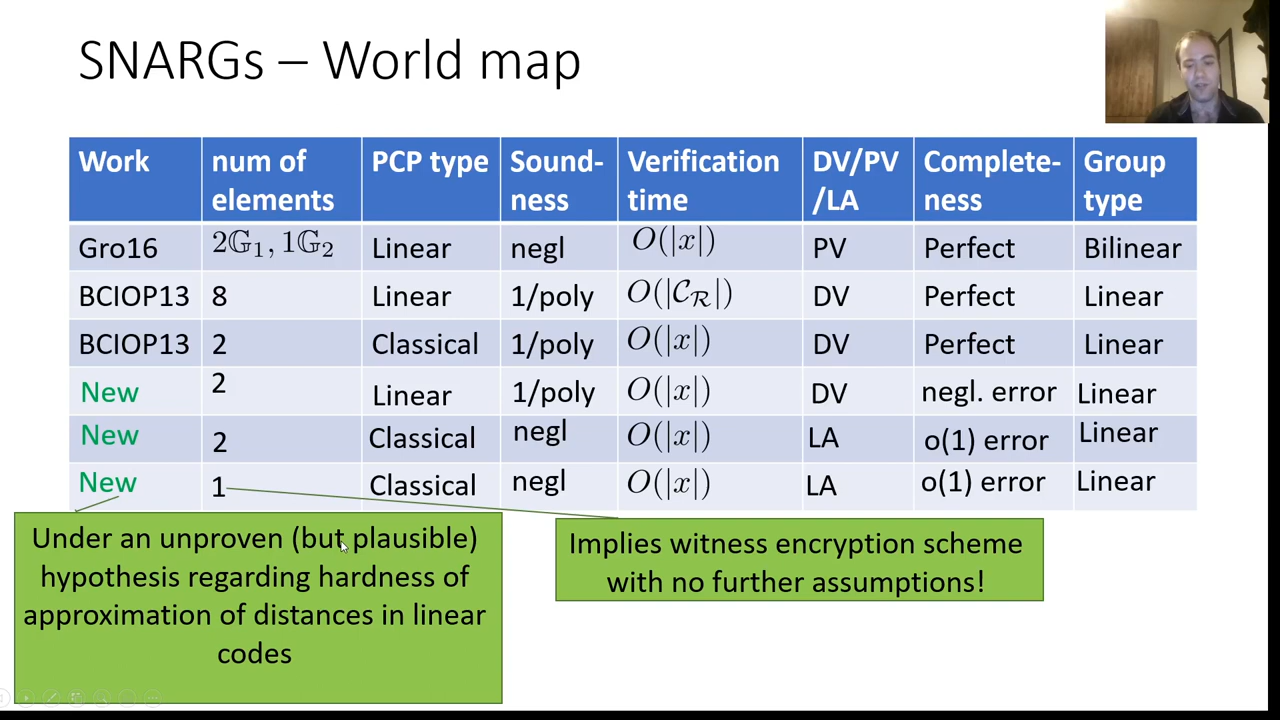 SNARGs – World map
Work num of elements PCP type Sound-ness Verification time DV/PV/LA Complete-ness Group type
Gro16 2𝔾₁, 1𝔾₂ Linear negl O(|x|) PV Perfect Bilinear
BCIOP13 8 Linear 1/poly O(|𝒞_ℛ|) DV Perfect Linear
BCIOP13 2 Classical 1/poly O(|x|) DV Perfect Linear
New 2 Linear 1/poly O(|x|) DV negl. error Linear
New 2 Classical negl O(|x|) LA o(1) error Linear
New 1 Classical negl O(|x|) LA o(1) error Linear
Under an unproven (but plausible)
hypothesis regarding hardness of
approximation of distances in linear
codes
Implies witness encryption scheme
with no further assumptions!